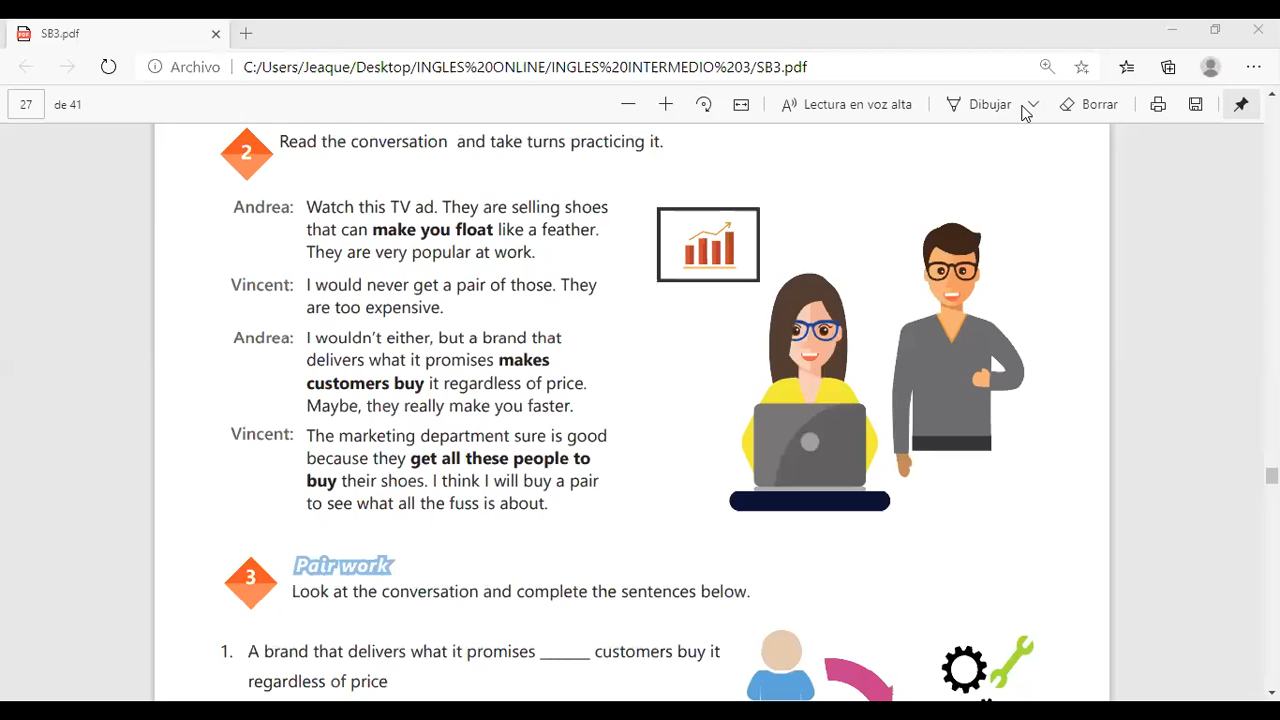 SB3.pdf
Archivo C:/Users/Jeaque/Desktop/INGLES%20ONLINE/INGLES%20INTERMEDIO%203/SB3.pdf
27 de 41 Lectura en voz alta Dibujar Borrar
2 Read the conversation and take turns practicing it.
Andrea: Watch this TV ad. They are selling shoes
that can make you float like a feather.
They are very popular at work.
Vincent: I would never get a pair of those. They
are too expensive.
Andrea: I wouldn't either, but a brand that
delivers what it promises makes
customers buy it regardless of price.
Maybe, they really make you faster.
Vincent: The marketing department sure is good
because they get all these people to
buy their shoes. I think I will buy a pair
to see what all the fuss is about.
3 Pair work
Look at the conversation and complete the sentences below.
1. A brand that delivers what it promises ______ customers buy it
regardless of price